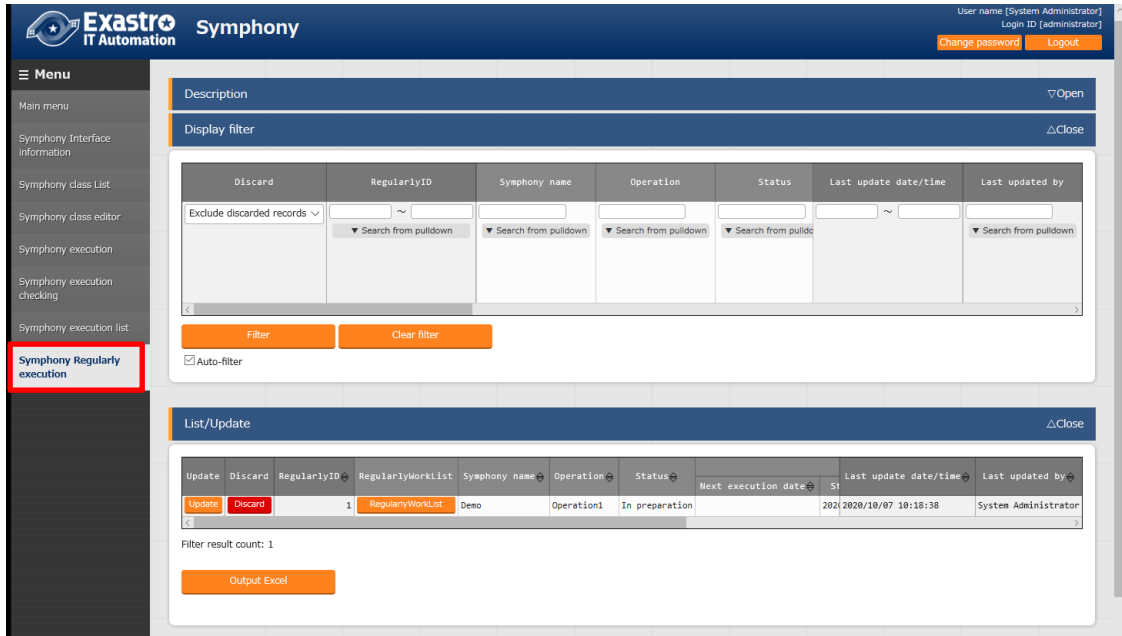 User name [System Administrator]
Login ID [administrator]
Exastro
IT Automation
Symphony
Change password
Logout
☰ Menu
Main menu
Symphony Interface
information
Symphony class List
Symphony class editor
Symphony execution
Symphony execution
checking
Symphony execution list
Symphony Regularly
execution
Description
▽Open
Display filter
△Close
Discard RegularlyID Symphony name Operation Status Last update date/time Last updated by
Exclude discarded records ~ ~
▼ Search from pulldown ▼ Search from pulldown ▼ Search from pulldown ▼ Search from pulldo ▼ Search from pulldown
Filter
Clear filter
Auto-filter
List/Update
△Close
Update Discard RegularlyID RegularlyWorkList Symphony name Operation Status Last update date/time Last updated by
Next execution date St
Update Discard 1 RegularlyWorkList Demo Operation1 In preparation 202 2020/10/07 10:18:38 System Administrator
Filter result count: 1
Output Excel